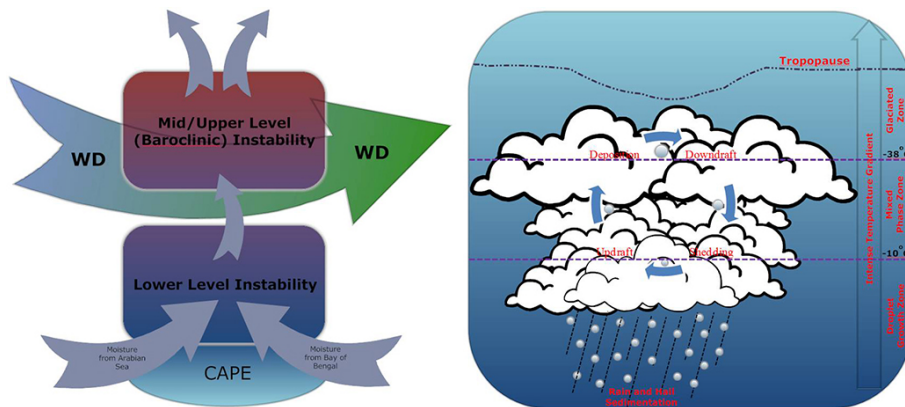 WD
Mid/Upper Level
(Baroclinic) Instability
WD
Lower Level Instability
Moisture
from Arabian
Sea
Moisture
from Bay of
Bengal
CAPE
Tropopause
Deposition
Downdraft
Updraft
Shedding
Rain and Hail
Sedimentation
Intense Temperature Gradient
Glaciated
Zone
-38°
Mixed
Phase Zone
-10°
Droplet
Growth Zone